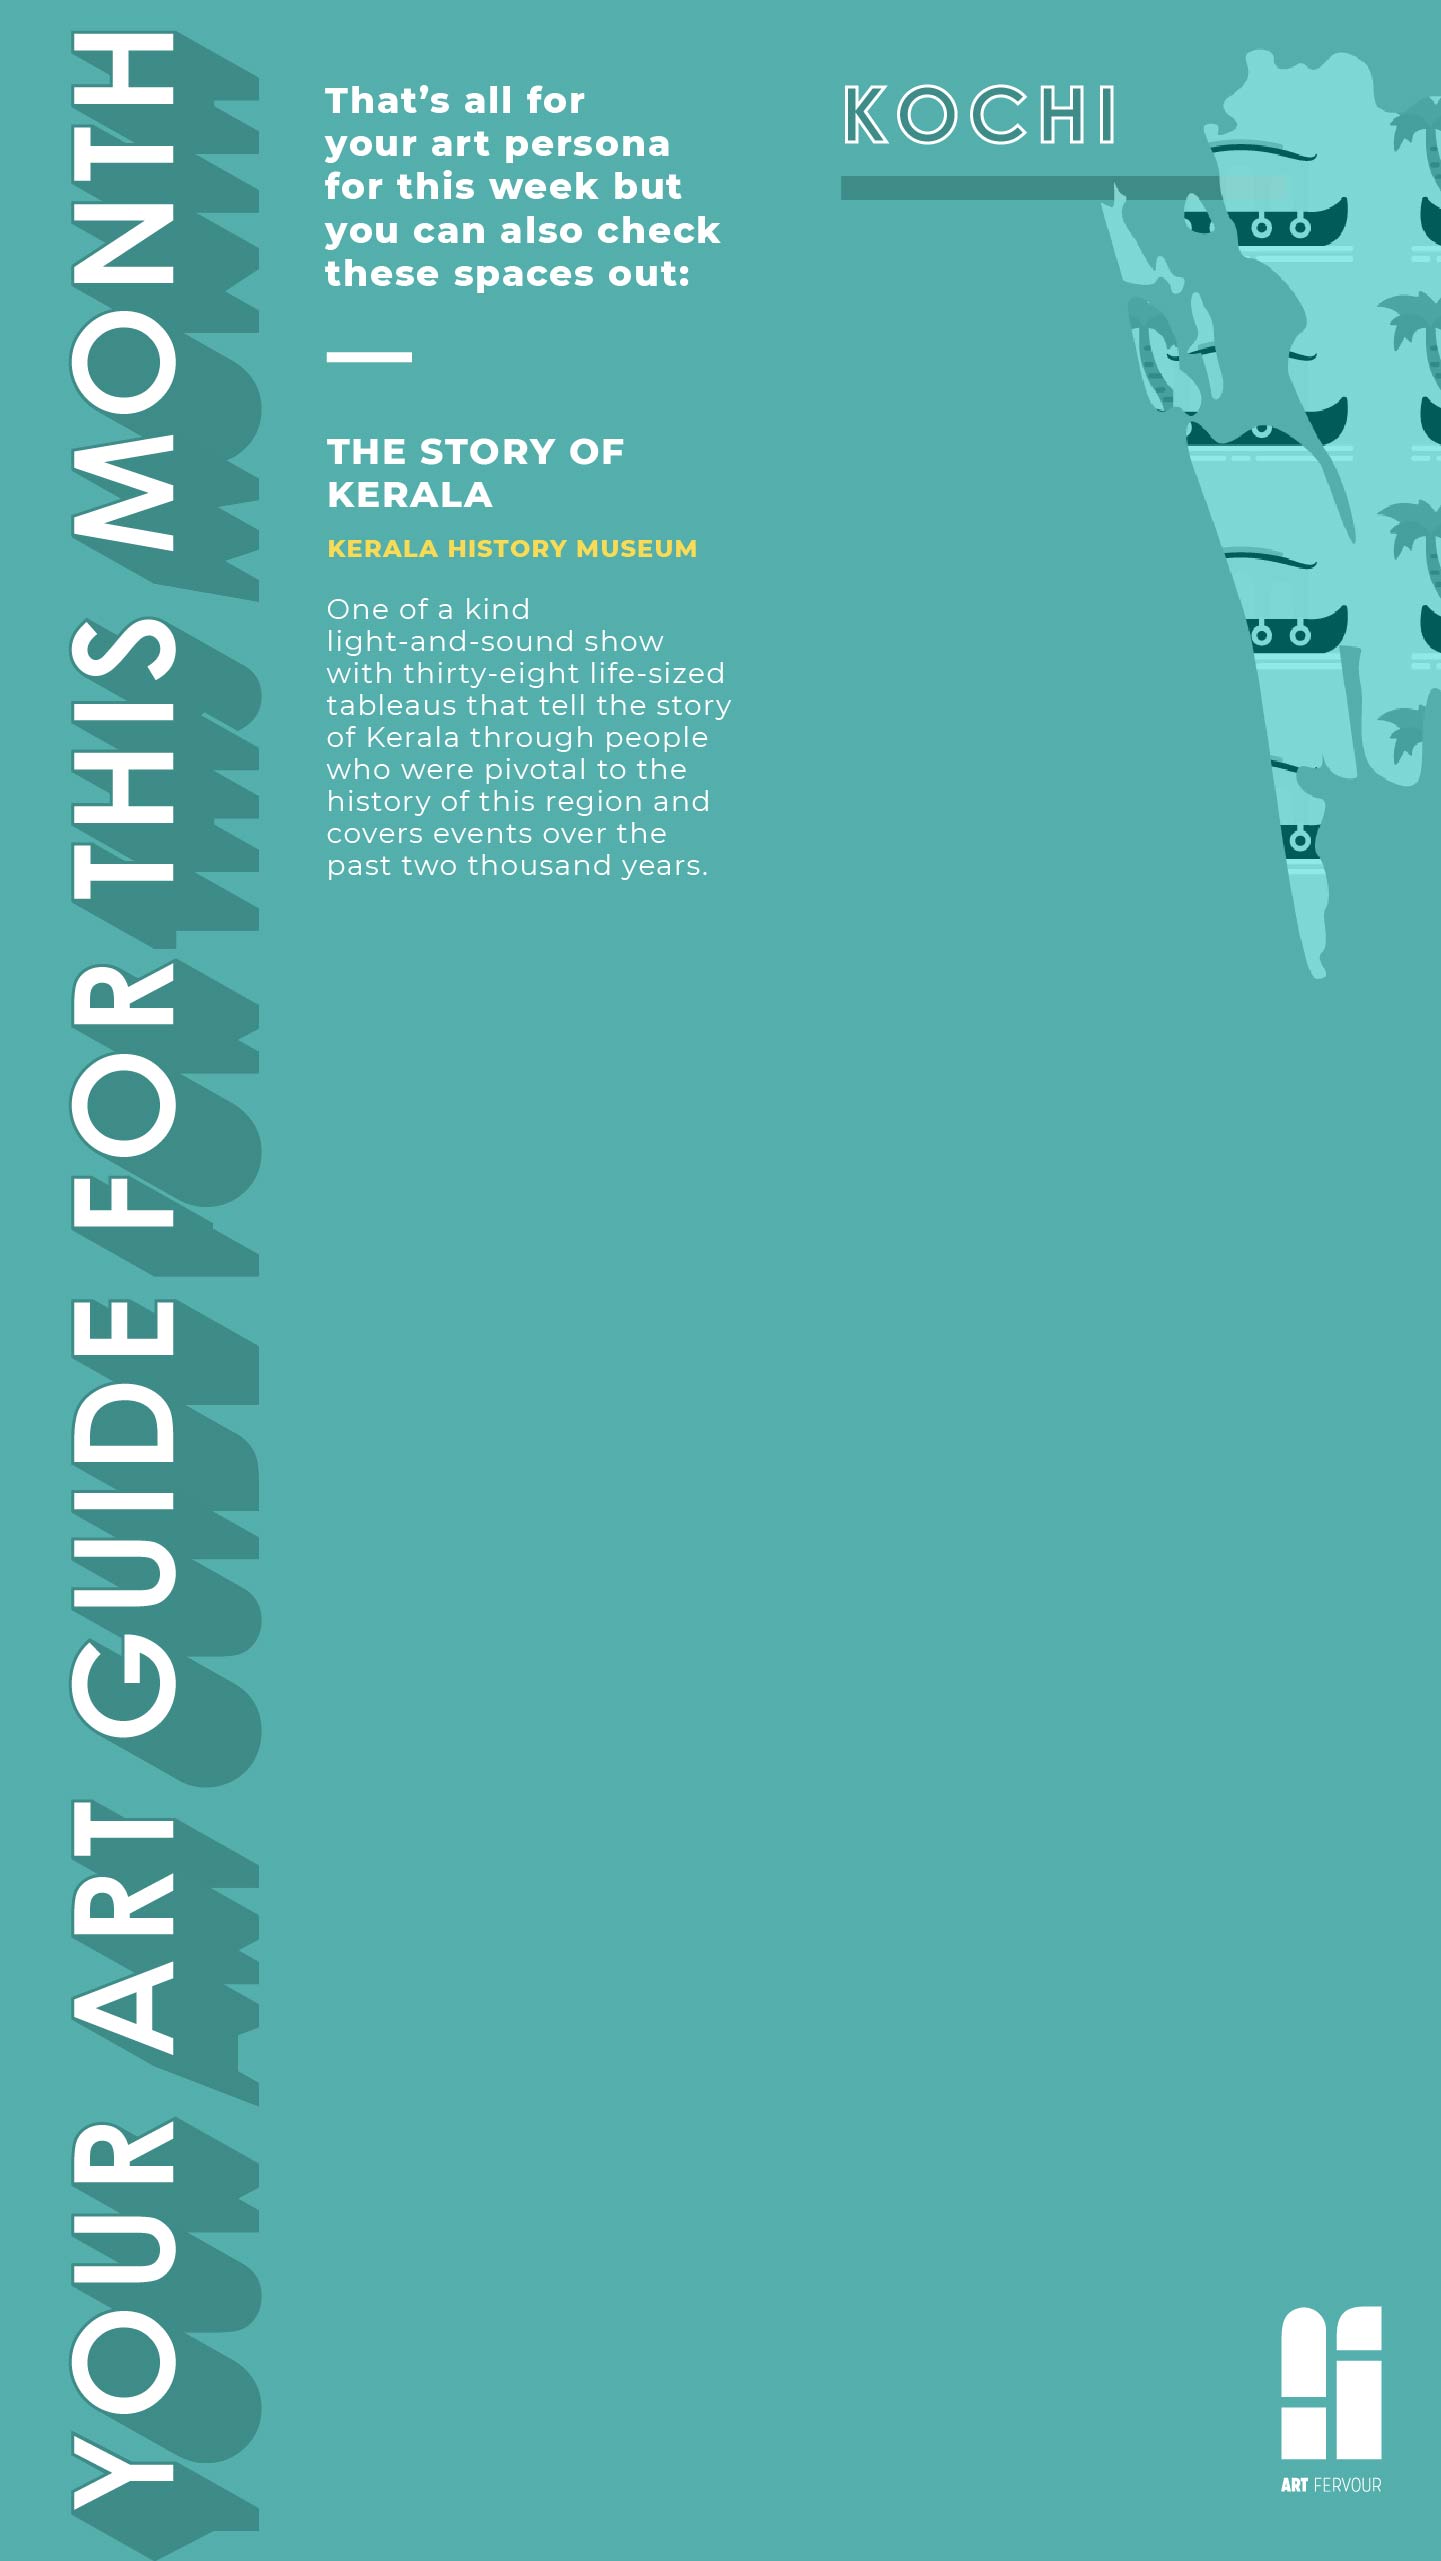 YOUR ART GUIDE FOR THIS MONTH
That’s all for
your art persona
for this week but
you can also check
these spaces out:
KOCHI
THE STORY OF
KERALA
KERALA HISTORY MUSEUM
One of a kind
light-and-sound show
with thirty-eight life-sized
tableaus that tell the story
of Kerala through people
who were pivotal to the
history of this region and
covers events over the
past two thousand years.
ART FERVOUR